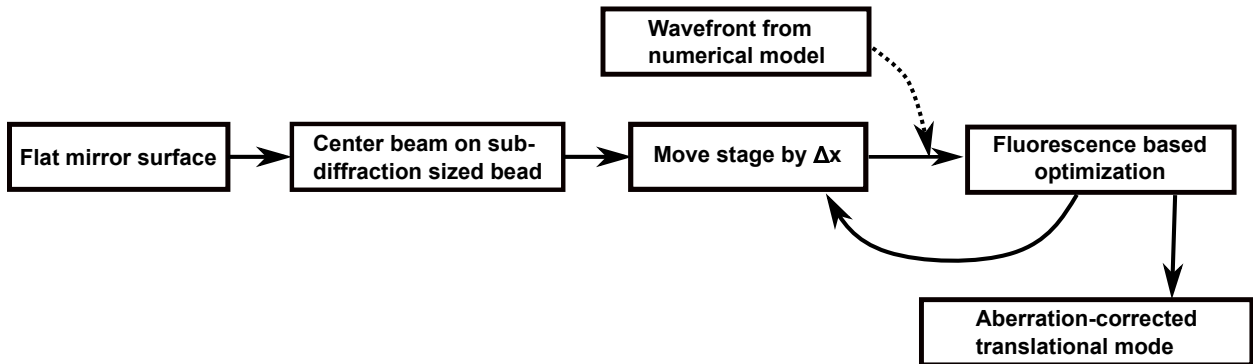 Wavefront from
numerical model
Flat mirror surface
Center beam on sub-
diffraction sized bead
Move stage by Δx
Fluorescence based
optimization
Aberration-corrected
translational mode